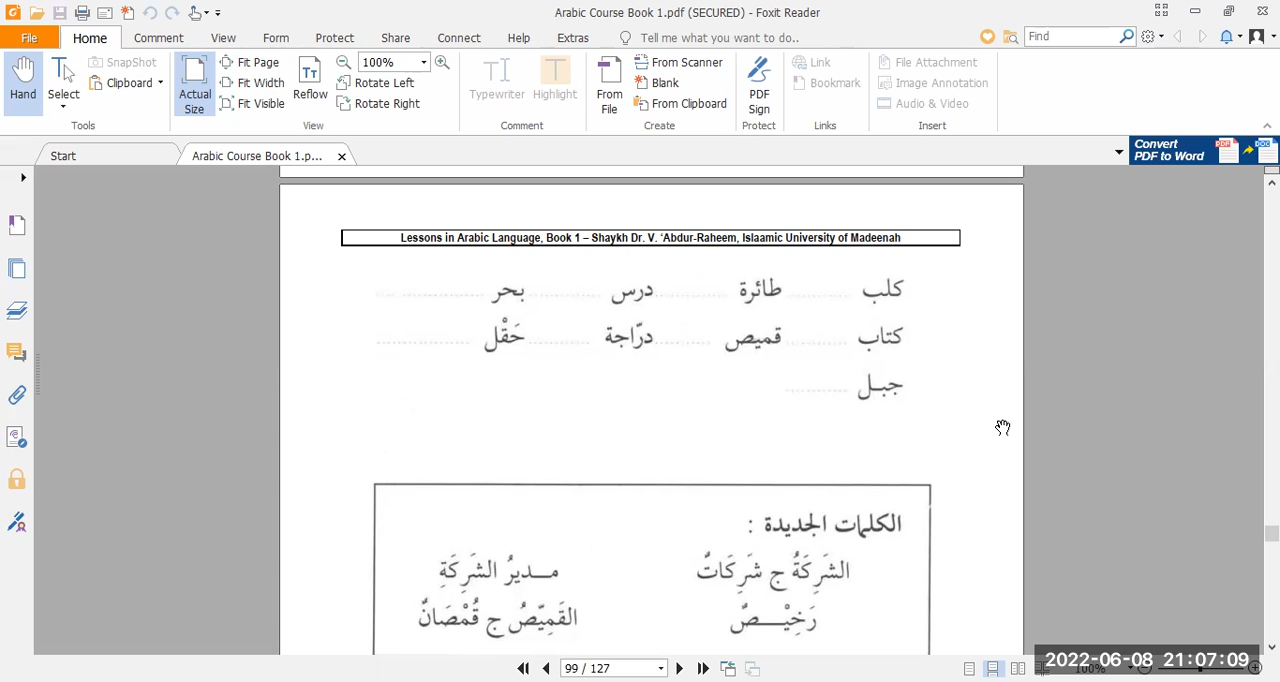 Arabic Course Book 1.pdf (SECURED) - Foxit Reader
File Home Comment View Form Protect Share Connect Help Extras Tell me what you want to do.. Find
SnapShot Fit Page 100% From Scanner Link File Attachment
Clipboard Fit Width Rotate Left Blank Bookmark Image Annotation
Hand Select Actual Size Fit Visible Reflow Rotate Right Typewriter Highlight From File From Clipboard PDF Sign Audio & Video
Tools View Comment Create Protect Links Insert
Start Arabic Course Book 1.p... Convert PDF to Word
Lessons in Arabic Language, Book 1 – Shaykh Dr. V. ‘Abdur-Raheem, Islaamic University of Madeenah
كلب .......... طائرة .......... درس .......... بحر ..........
كتاب .......... قميص .......... درّاجة .......... حَقْل ..........
جبـل ..........
الكلمات الجديدة :
الشَرِكَةُ ج شَرِكَاتٌ مـــديرُ الشَرِكَةِ
رَخِيْـــــصٌ القَمِيّصُ ج قُمْصَانٌ
99 / 127 100%
2022-06-08 21:07:09